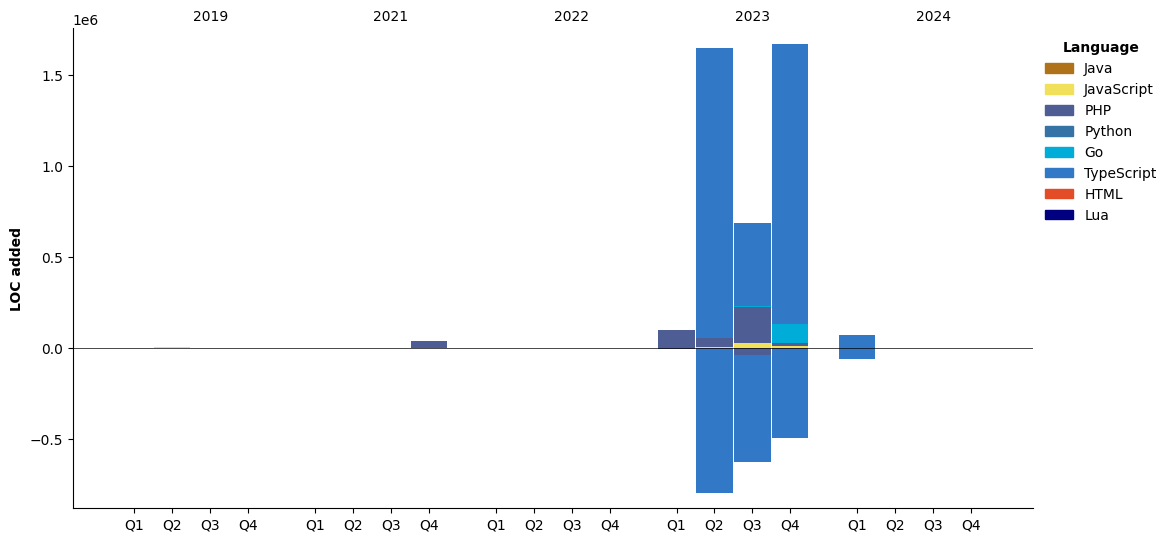 1e6
2019 2021 2022 2023 2024
Language
Java
JavaScript
PHP
Python
Go
TypeScript
HTML
Lua
LOC added
1.5
1.0
0.5
0.0
−0.5
Q1 Q2 Q3 Q4 Q1 Q2 Q3 Q4 Q1 Q2 Q3 Q4 Q1 Q2 Q3 Q4 Q1 Q2 Q3 Q4